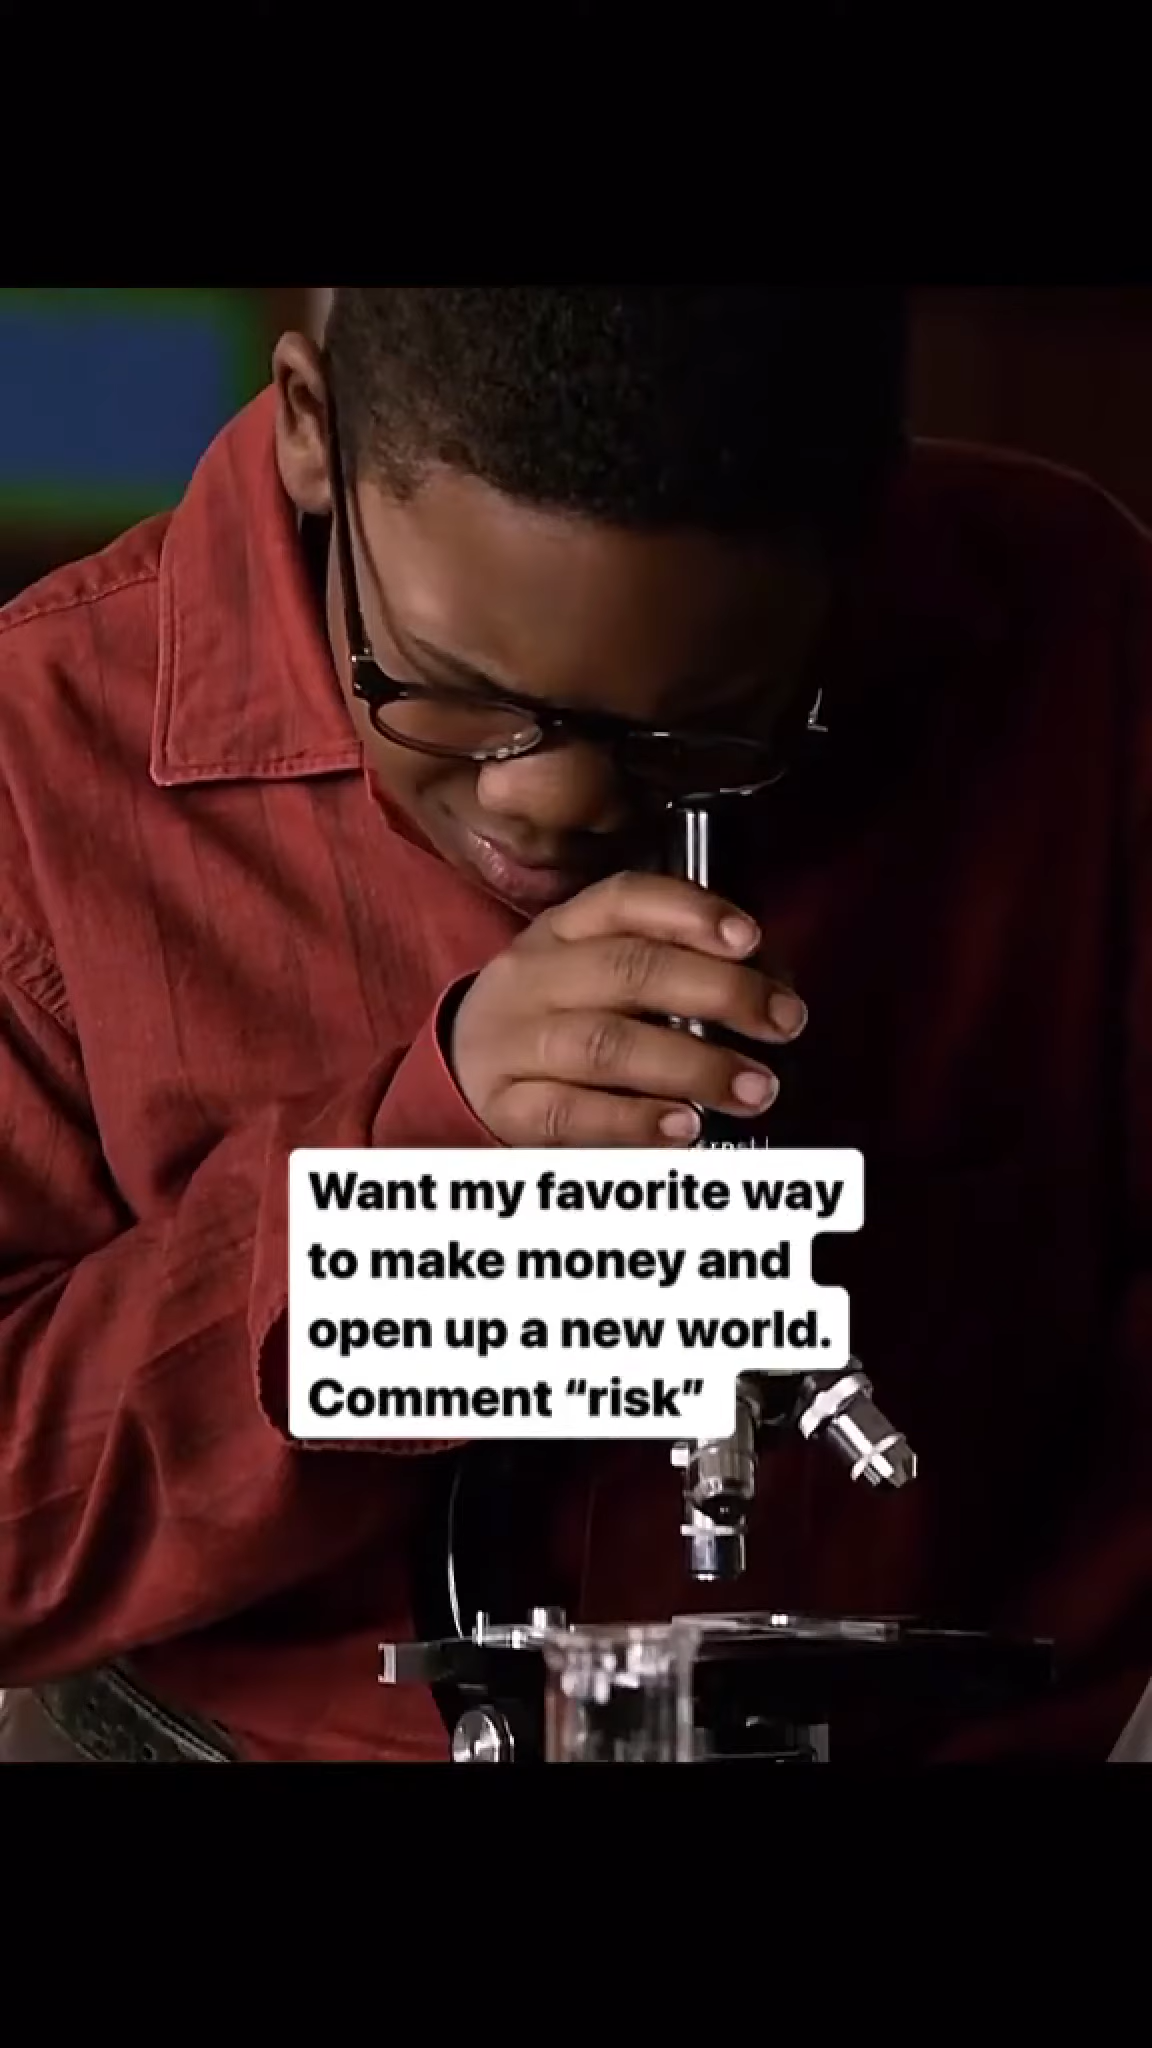 Want my favorite way
to make money and
open up a new world.
Comment “risk”